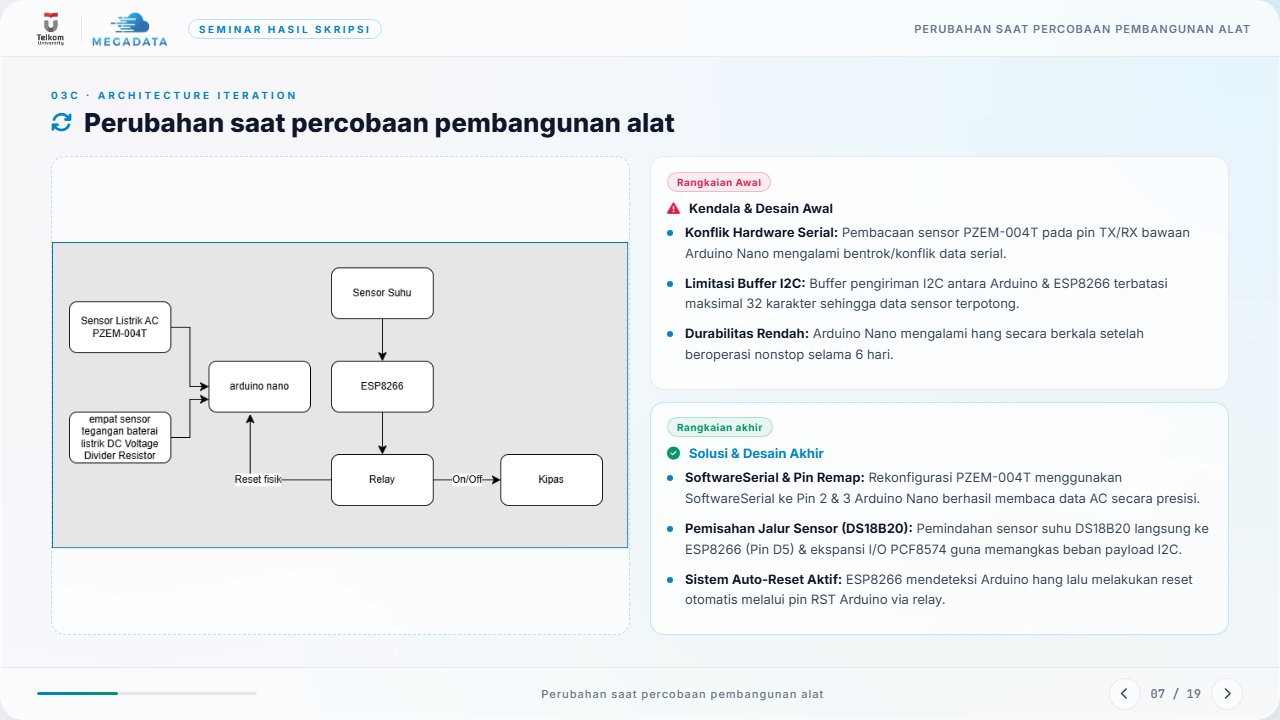 Telkom
University
MEGADATA
SEMINAR HASIL SKRIPSI
PERUBAHAN SAAT PERCOBAAN PEMBANGUNAN ALAT
03C · ARCHITECTURE ITERATION
Perubahan saat percobaan pembangunan alat
Sensor Suhu
Sensor Listrik AC
PZEM-004T
arduino nano
ESP8266
empat sensor
tegangan baterai
listrik DC Voltage
Divider Resistor
Reset fisik
Relay
On/Off
Kipas
Rangkaian Awal
Kendala & Desain Awal
Konflik Hardware Serial: Pembacaan sensor PZEM-004T pada pin TX/RX bawaan
Arduino Nano mengalami bentrok/konflik data serial.
Limitasi Buffer I2C: Buffer pengiriman I2C antara Arduino & ESP8266 terbatasi
maksimal 32 karakter sehingga data sensor terpotong.
Durabilitas Rendah: Arduino Nano mengalami hang secara berkala setelah
beroperasi nonstop selama 6 hari.
Rangkaian akhir
Solusi & Desain Akhir
SoftwareSerial & Pin Remap: Rekonfigurasi PZEM-004T menggunakan
SoftwareSerial ke Pin 2 & 3 Arduino Nano berhasil membaca data AC secara presisi.
Pemisahan Jalur Sensor (DS18B20): Pemindahan sensor suhu DS18B20 langsung ke
ESP8266 (Pin D5) & ekspansi I/O PCF8574 guna memangkas beban payload I2C.
Sistem Auto-Reset Aktif: ESP8266 mendeteksi Arduino hang lalu melakukan reset
otomatis melalui pin RST Arduino via relay.
Perubahan saat percobaan pembangunan alat
07 / 19